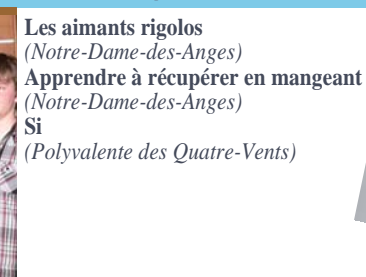 Les aimants rigolos
(Notre-Dame-des-Anges)
Apprendre à récupérer en mangeant
(Notre-Dame-des-Anges)
Si
(Polyvalente des Quatre-Vents)